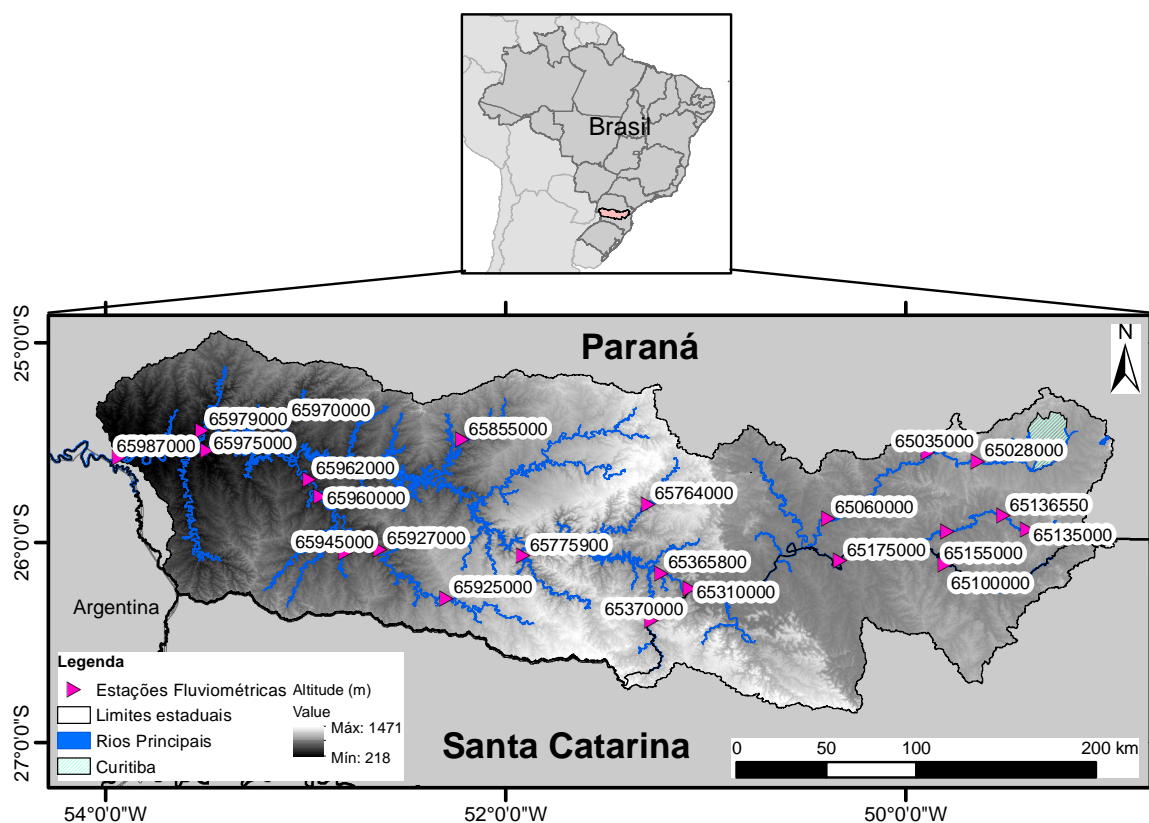 Brasil
Paraná
N
25°0'0"S
26°0'0"S
27°0'0"S
65979000
65970000
65987000
65975000
65855000
65962000
65960000
65945000
65927000
65925000
65775900
65764000
65365800
65310000
65370000
65035000
65028000
65060000
65136550
65135000
65175000
65155000
65100000
Argentina
Santa Catarina
Legenda
Estações Fluviométricas
Limites estaduais
Rios Principais
Curitiba
Altitude (m)
Value
Máx: 1471
Mín: 218
0 50 100 200 km
54°0'0"W
52°0'0"W
50°0'0"W